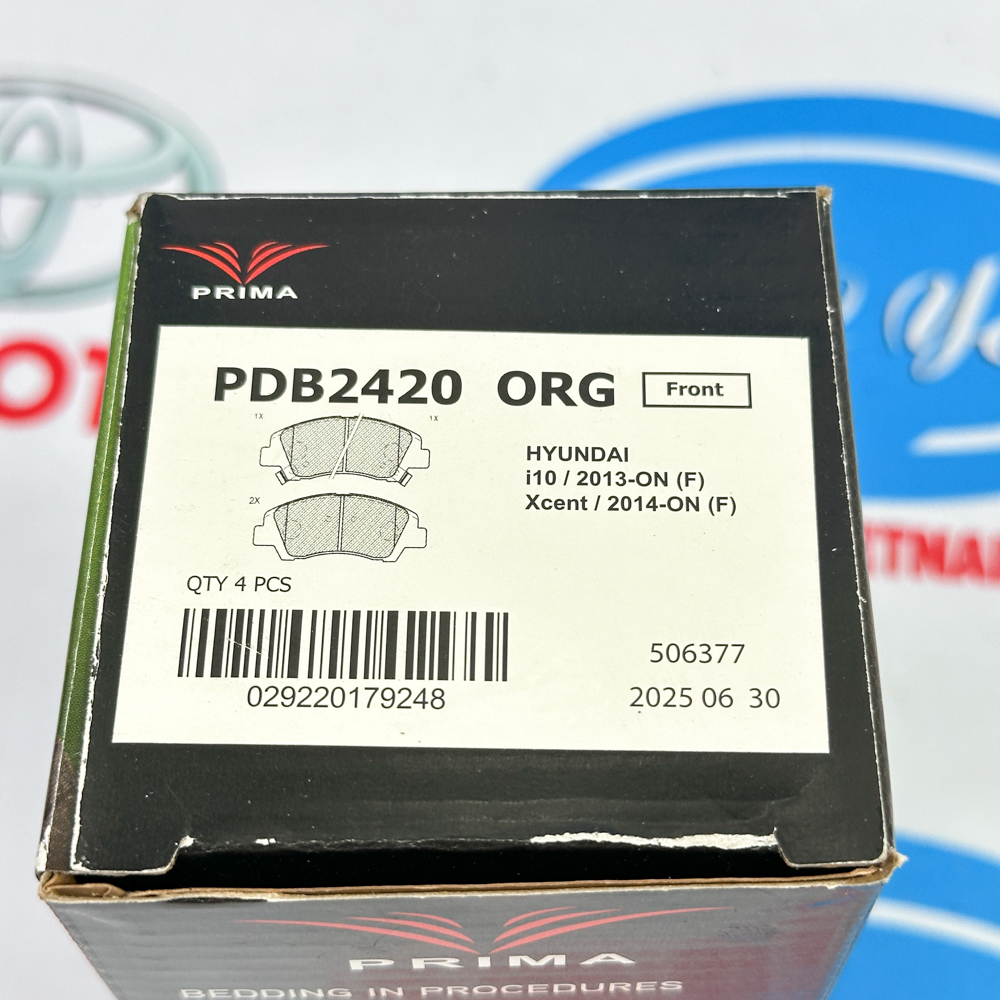 PRIMA
PDB2420 ORG Front
1X 1X
HYUNDAI
i10 / 2013-ON (F)
Xcent / 2014-ON (F)
2X
QTY 4 PCS
029220179248
506377
2025 06 30
PRIMA
BEDDING IN PROCEDURES